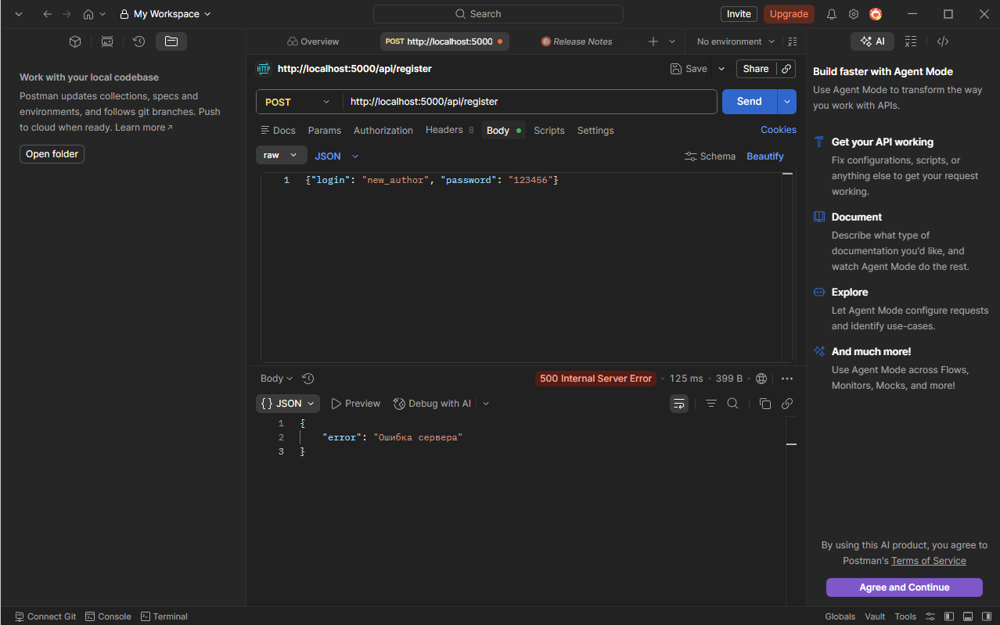 My Workspace
Search
Invite
Upgrade
Overview
POST http://localhost:5000
Release Notes
No environment
AI
Work with your local codebase
Postman updates collections, specs and
environments, and follows git branches. Push
to cloud when ready. Learn more↗
Open folder
HTTP http://localhost:5000/api/register
Save
Share
POST
http://localhost:5000/api/register
Send
Docs
Params
Authorization
Headers 8
Body
Scripts
Settings
Cookies
raw
JSON
Schema
Beautify
1 {"login": "new_author", "password": "123456"}
Body
500 Internal Server Error
125 ms
399 B
{} JSON
Preview
Debug with AI
1 {
2 "error": "Ошибка сервера"
3 }
Build faster with Agent Mode
Use Agent Mode to transform the way
you work with APIs.
Get your API working
Fix configurations, scripts, or
anything else to get your request
working.
Document
Describe what type of
documentation you'd like, and
watch Agent Mode do the rest.
Explore
Let Agent Mode configure requests
and identify use-cases.
And much more!
Use Agent Mode across Flows,
Monitors, Mocks, and more!
By using this AI product, you agree to
Postman's Terms of Service
Agree and Continue
Connect Git
Console
Terminal
Globals
Vault
Tools